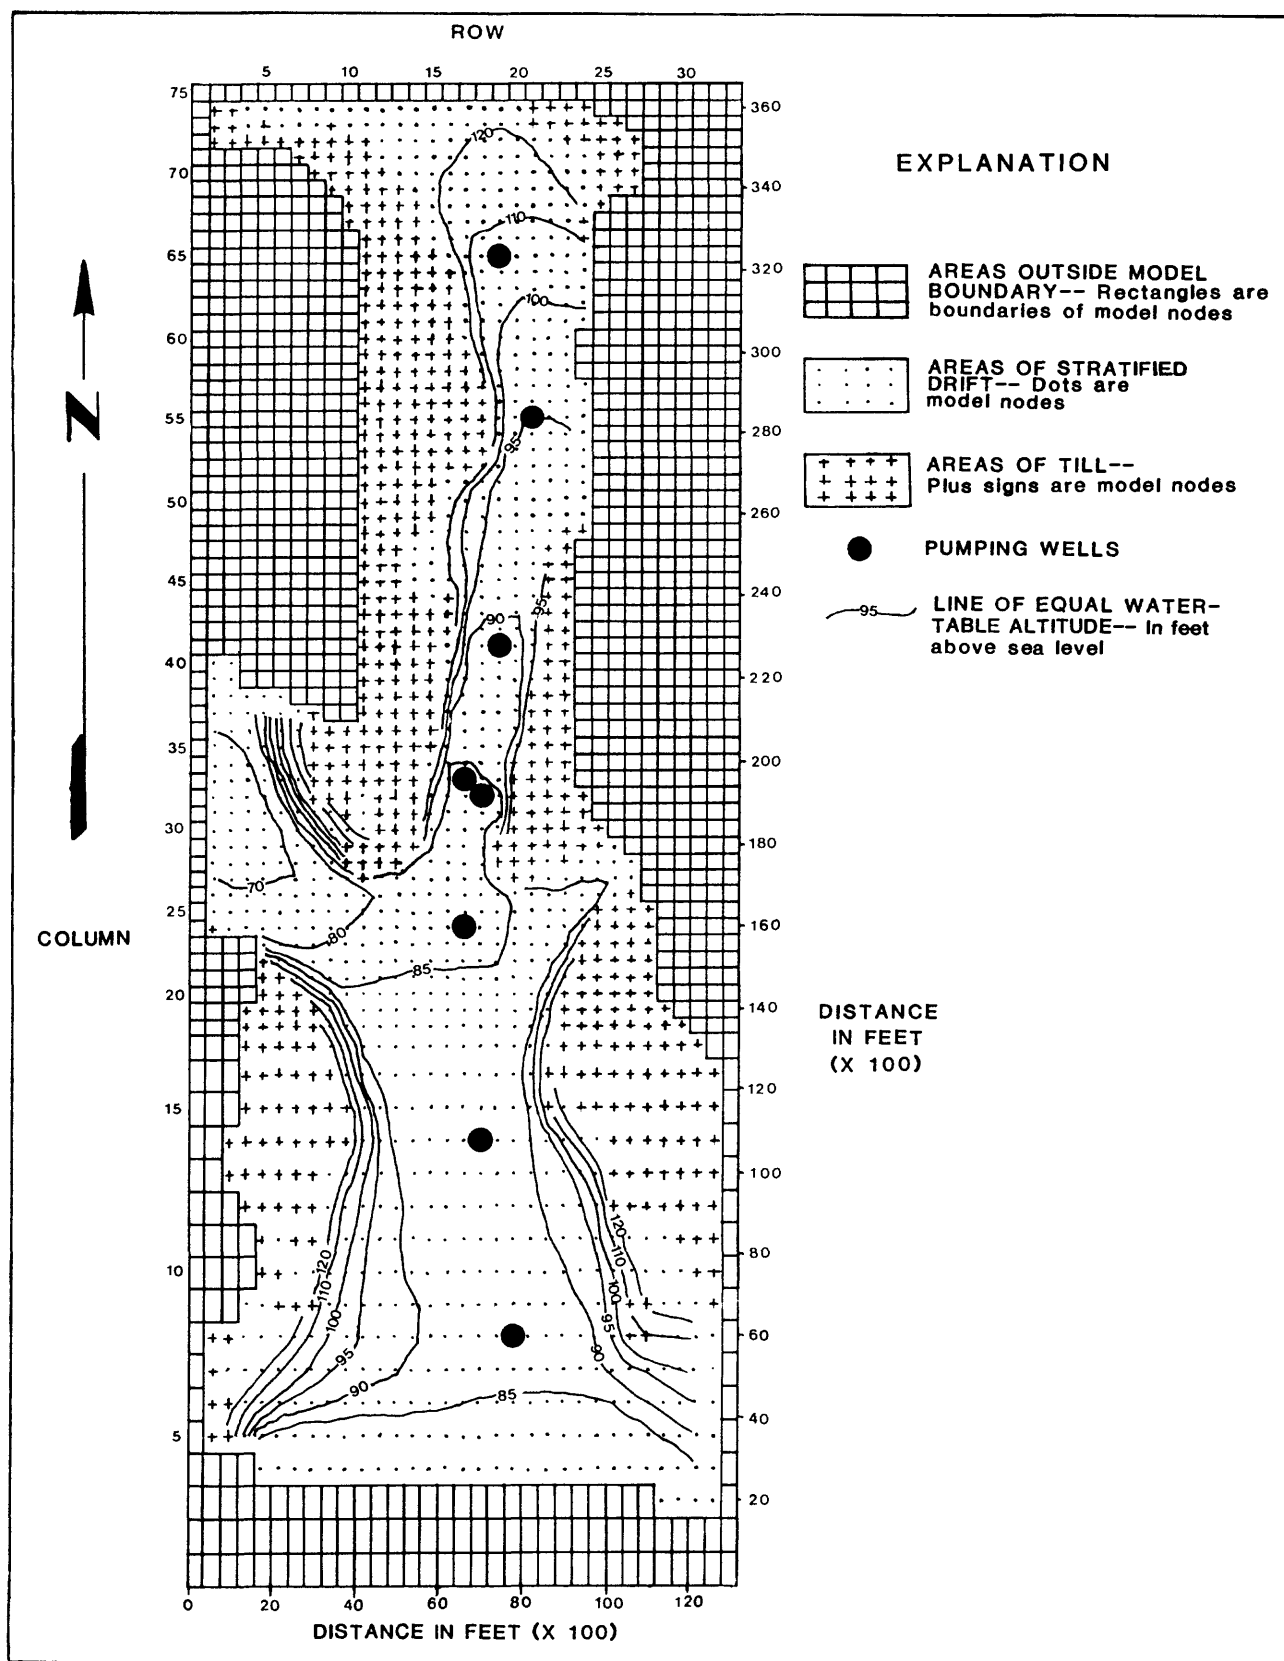 ROW
5 10 15 20 25 30
75
70
65
60
55
50
45
40
35
30
25
20
15
10
5
360
340
320
300
280
260
240
220
200
180
160
140
120
100
80
60
40
20
120
110
100
95
90
95
70
80
85
120
110
100
95
90
85
120
110
100
95
90
N
COLUMN
EXPLANATION
AREAS OUTSIDE MODEL
BOUNDARY-- Rectangles are
boundaries of model nodes
AREAS OF STRATIFIED
DRIFT-- Dots are
model nodes
AREAS OF TILL--
Plus signs are model nodes
PUMPING WELLS
95
LINE OF EQUAL WATER-
TABLE ALTITUDE-- In feet
above sea level
DISTANCE
IN FEET
(X 100)
0 20 40 60 80 100 120
DISTANCE IN FEET (X 100)